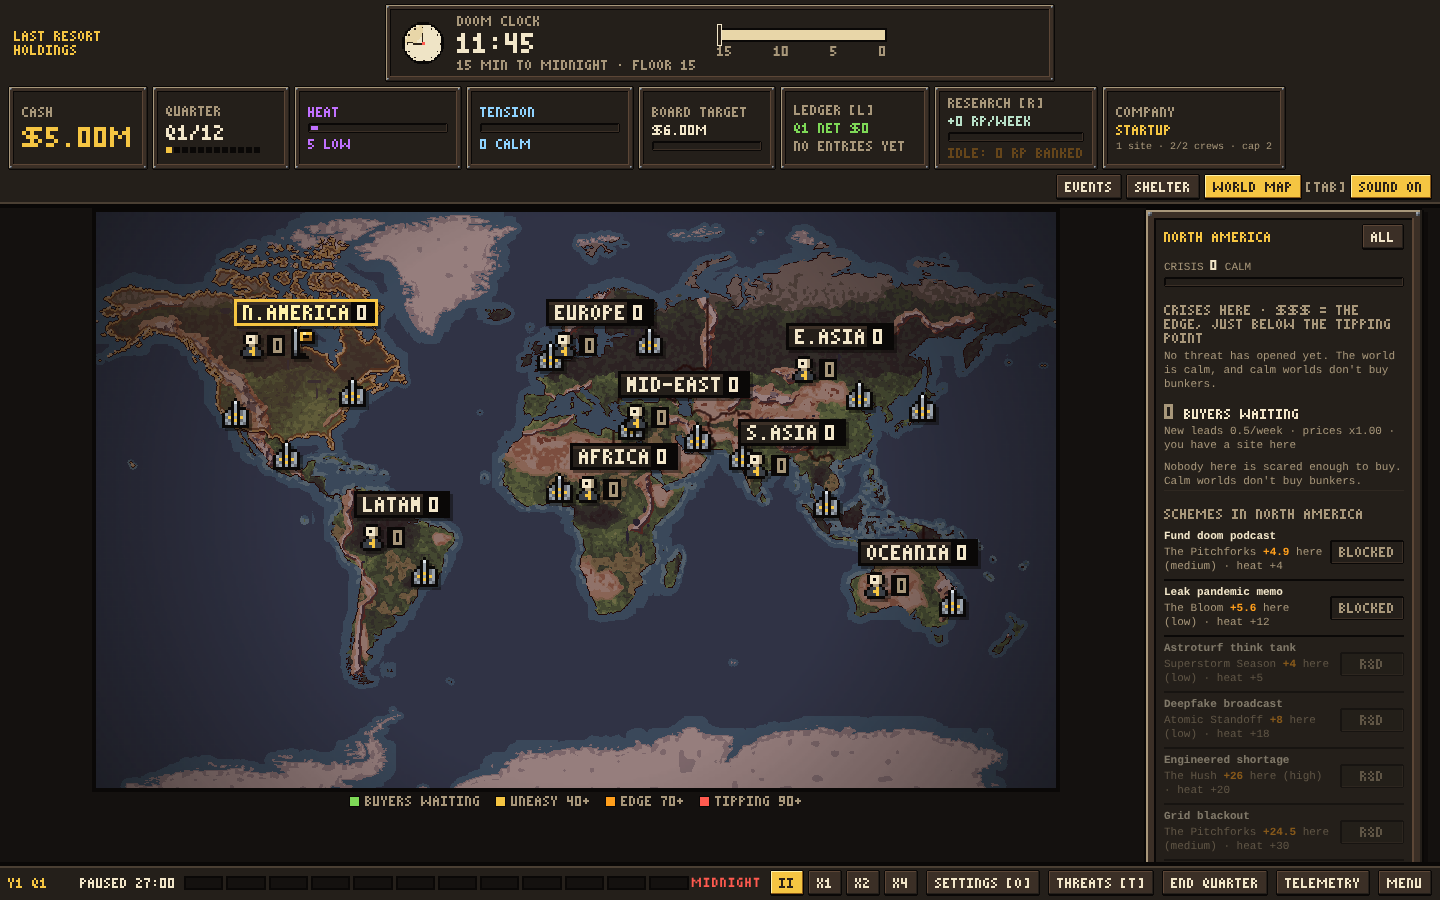 LAST RESORT
HOLDINGS
DOOM CLOCK
11:45
15 MIN TO MIDNIGHT · FLOOR 15
15 10 5 0
CASH
$5.00M
QUARTER
Q1/12
HEAT
5 LOW
TENSION
0 CALM
BOARD TARGET
$6.00M
LEDGER [L]
Q1 NET $0
NO ENTRIES YET
RESEARCH [R]
+0 RP/WEEK
IDLE: 0 RP BANKED
COMPANY
STARTUP
1 site · 2/2 crews · cap 2
EVENTS
SHELTER
WORLD MAP
[TAB]
SOUND ON
N.AMERICA 0
0
EUROPE 0
0
E.ASIA 0
0
MID-EAST 0
0
S.ASIA 0
0
AFRICA 0
0
LATAM 0
0
OCEANIA 0
0
BUYERS WAITING
UNEASY 40+
EDGE 70+
TIPPING 90+
NORTH AMERICA
ALL
CRISIS 0 CALM
CRISES HERE · $$$ = THE
EDGE, JUST BELOW THE TIPPING
POINT
No threat has opened yet. The world
is calm, and calm worlds don't buy
bunkers.
0 BUYERS WAITING
New leads 0.5/week · prices x1.00 ·
you have a site here
Nobody here is scared enough to buy.
Calm worlds don't buy bunkers.
SCHEMES IN NORTH AMERICA
Fund doom podcast
The Pitchforks +4.9 here
(medium) · heat +4
BLOCKED
Leak pandemic memo
The Bloom +5.6 here
(low) · heat +12
BLOCKED
Astroturf think tank
Superstorm Season +4 here
(low) · heat +5
R&D
Deepfake broadcast
Atomic Standoff +8 here
(low) · heat +18
R&D
Engineered shortage
The Hush +26 here (high)
· heat +20
R&D
Grid blackout
The Pitchforks +24.5 here
(medium) · heat +30
R&D
Y1 Q1
PAUSED 27:00
MIDNIGHT
II
X1
X2
X4
SETTINGS [O]
THREATS [T]
END QUARTER
TELEMETRY
MENU